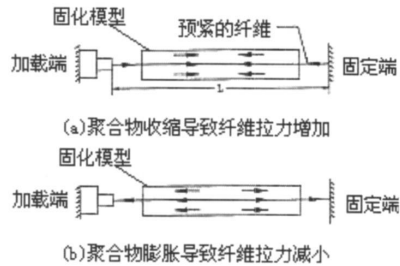 固化模型
预紧的纤维
加载端
固定端
L
(a)聚合物收缩导致纤维拉力增加
固化模型
加载端
固定端
(b)聚合物膨胀导致纤维拉力减小